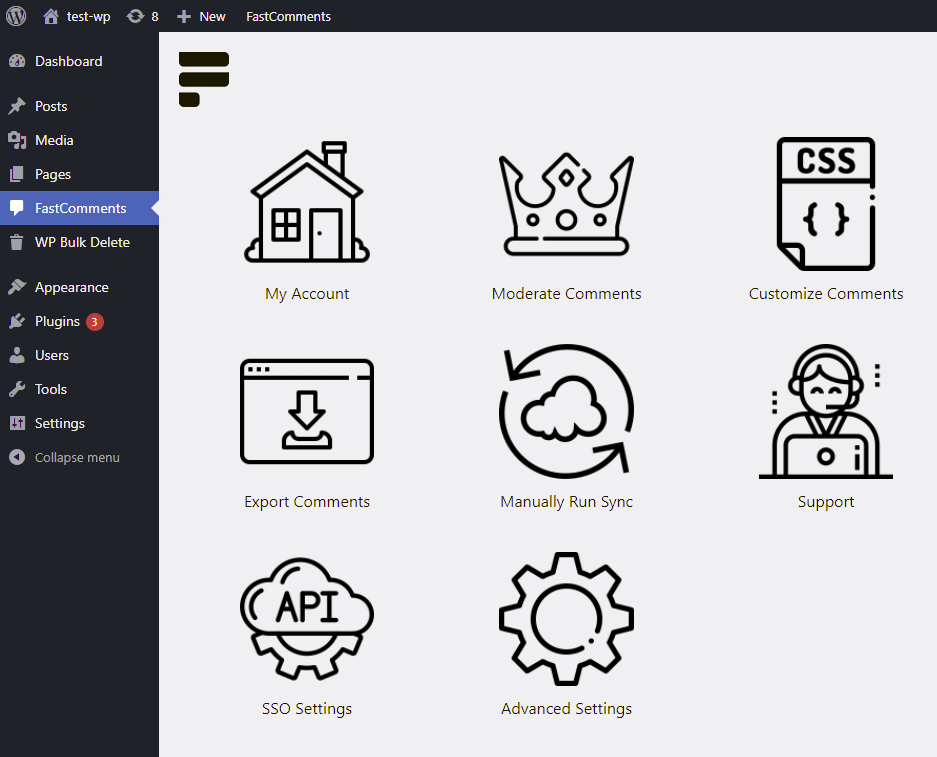 test-wp 8 New FastComments
Dashboard
Posts
Media
Pages
FastComments
WP Bulk Delete
Appearance
Plugins 3
Users
Tools
Settings
Collapse menu
CSS
{ }
My Account Moderate Comments Customize Comments
Export Comments Manually Run Sync Support
API
SSO Settings Advanced Settings